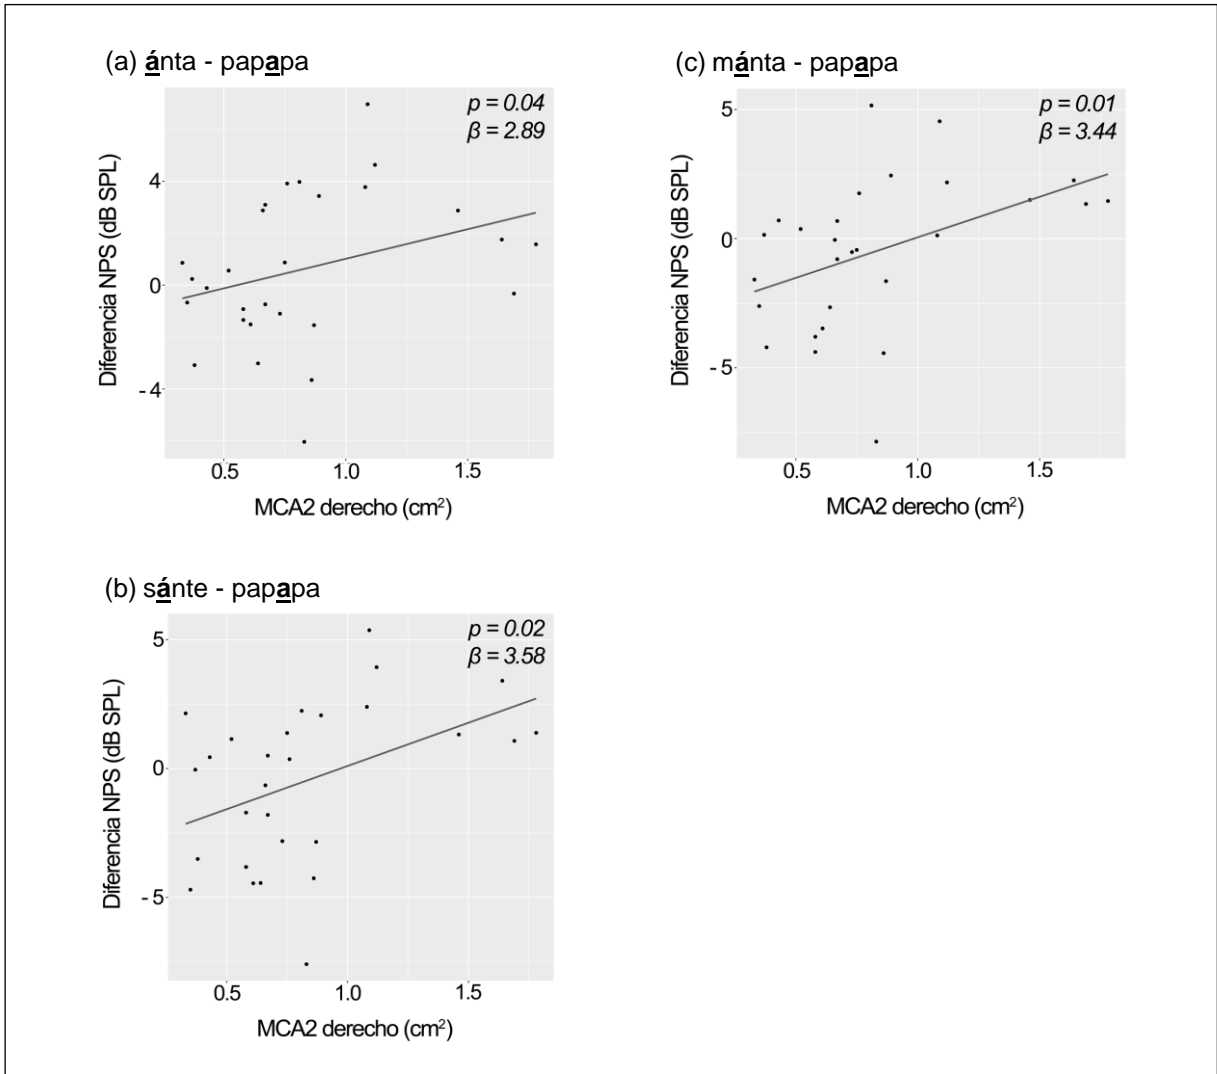 (a) ánta - papapa
p = 0.04
β = 2.89
Diferencia NPS (dB SPL)
4
0
- 4
0.5 1.0 1.5
MCA2 derecho (cm²)
(c) mánta - papapa
p = 0.01
β = 3.44
Diferencia NPS (dB SPL)
5
0
- 5
0.5 1.0 1.5
MCA2 derecho (cm²)
(b) sánte - papapa
p = 0.02
β = 3.58
Diferencia NPS (dB SPL)
5
0
- 5
0.5 1.0 1.5
MCA2 derecho (cm²)